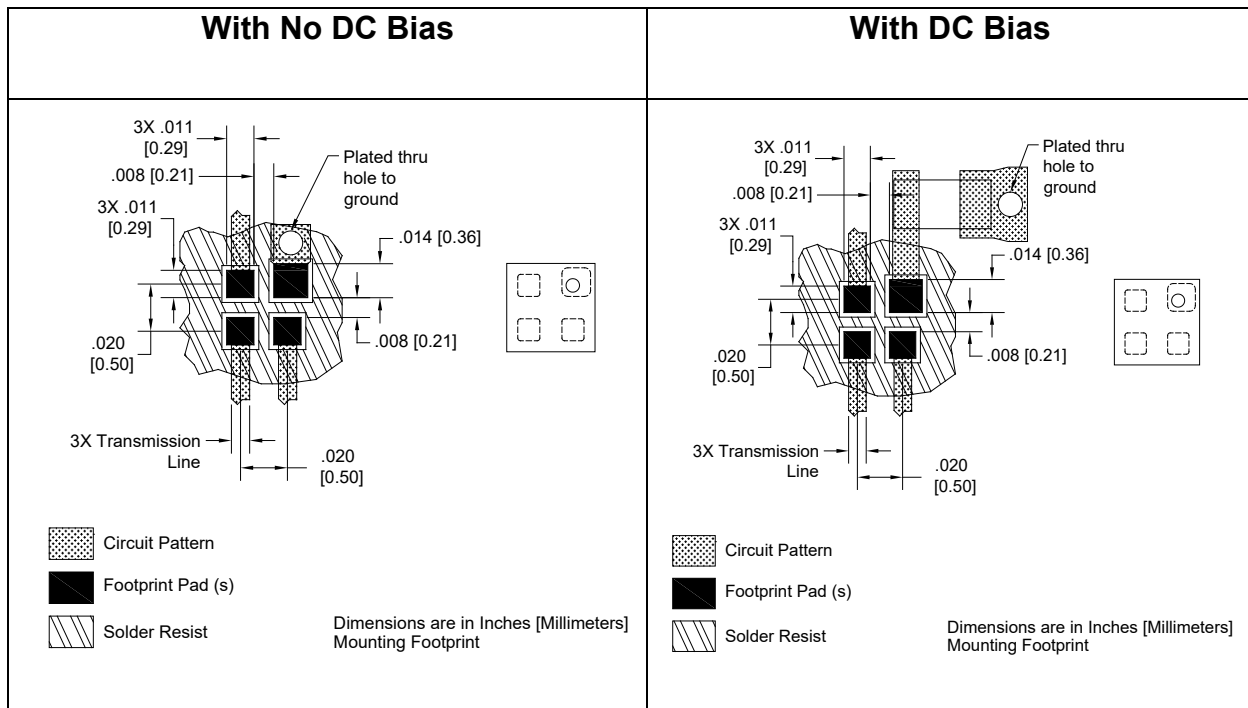 With No DC Bias
3X .011
[0.29]
.008 [0.21]
3X .011
[0.29]
Plated thru
hole to
ground
.014 [0.36]
.008 [0.21]
.020
[0.50]
3X Transmission
Line
.020
[0.50]
Circuit Pattern
Footprint Pad (s)
Solder Resist
Dimensions are in Inches [Millimeters]
Mounting Footprint
With DC Bias
3X .011
[0.29]
.008 [0.21]
3X .011
[0.29]
Plated thru
hole to
ground
.014 [0.36]
.008 [0.21]
.020
[0.50]
3X Transmission
Line
.020
[0.50]
Circuit Pattern
Footprint Pad (s)
Solder Resist
Dimensions are in Inches [Millimeters]
Mounting Footprint